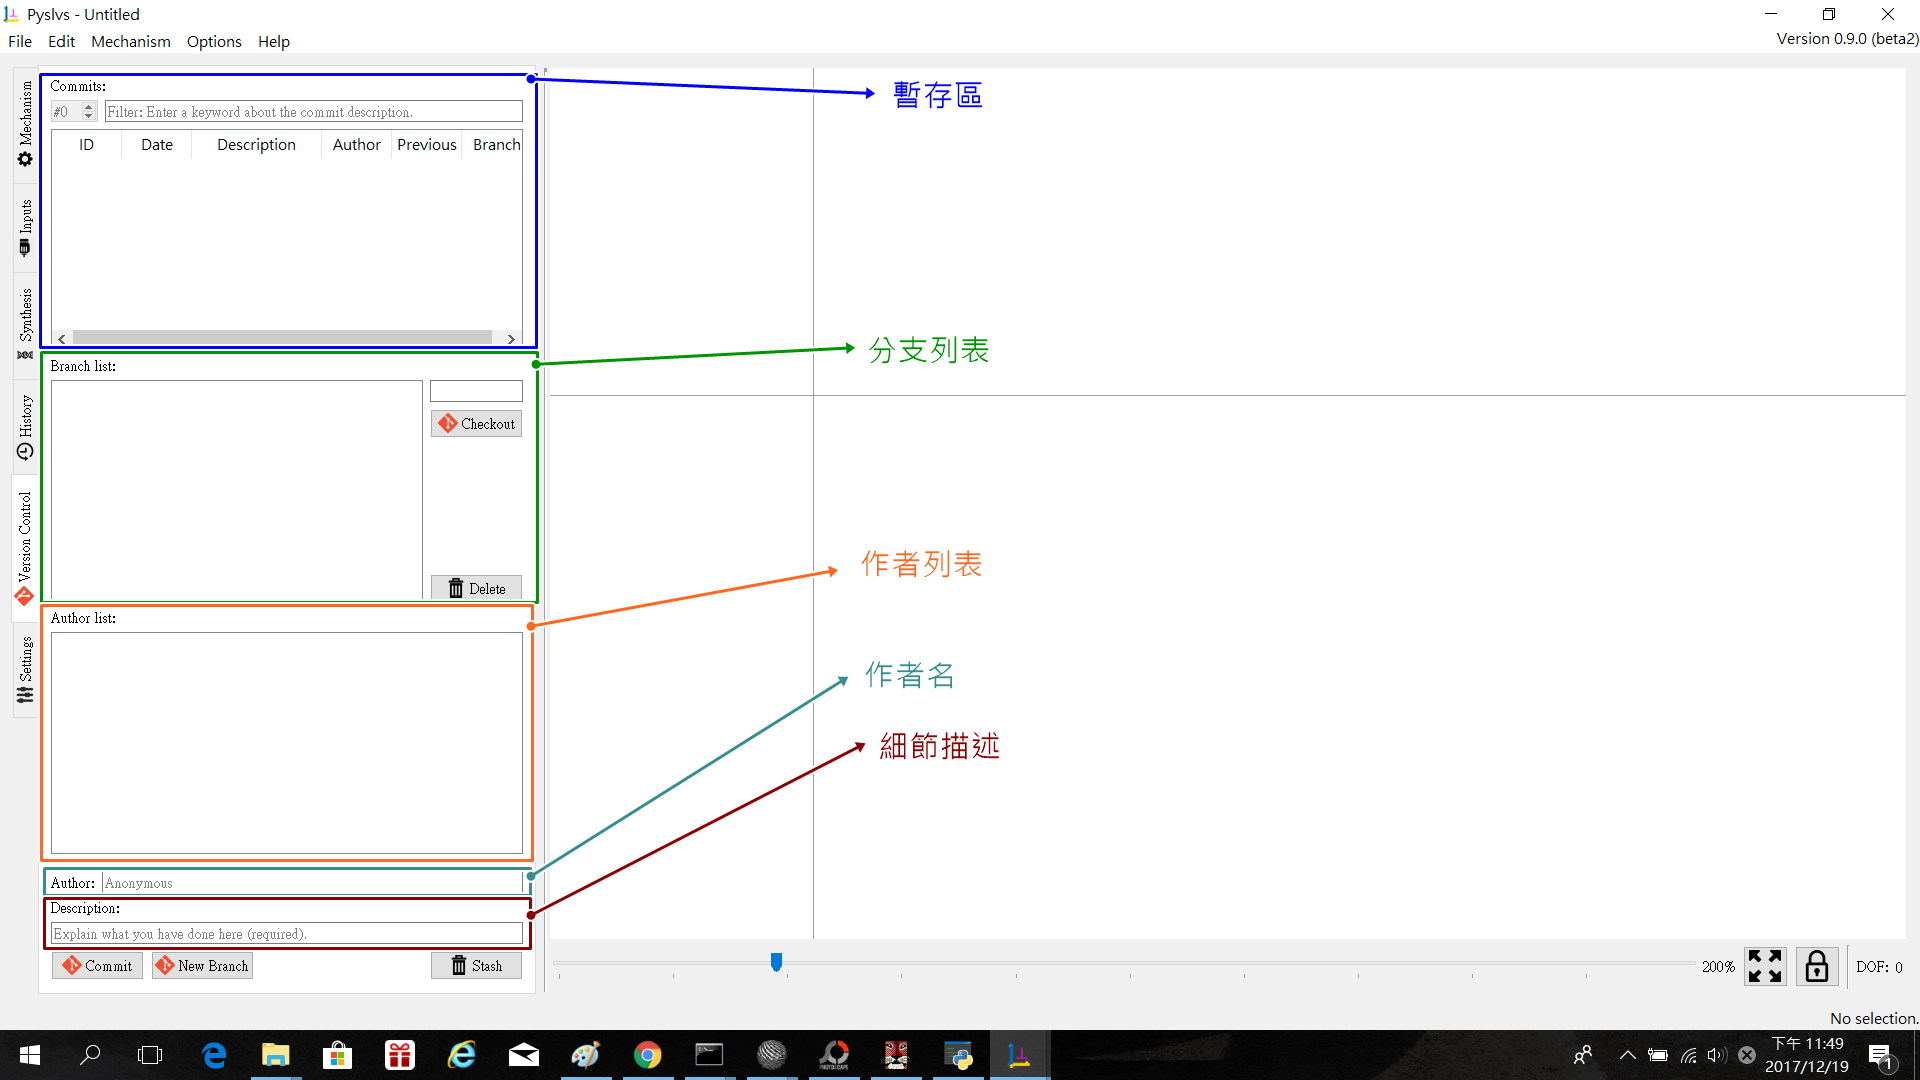 Pyslvs - Untitled
File Edit Mechanism Options Help
Version 0.9.0 (beta2)
Mechanism
Inputs
Synthesis
History
Version Control
Settings
Commits:
#0 Filter: Enter a keyword about the commit description.
ID Date Description Author Previous Branch
暫存區
Branch list:
分支列表
Checkout
Delete
Author list:
作者列表
作者名
細節描述
Author: Anonymous
Description:
Explain what you have done here (required).
Commit New Branch Stash
200% DOF: 0
No selection.
PHOTOSCAPE
下午 11:49
2017/12/19
1